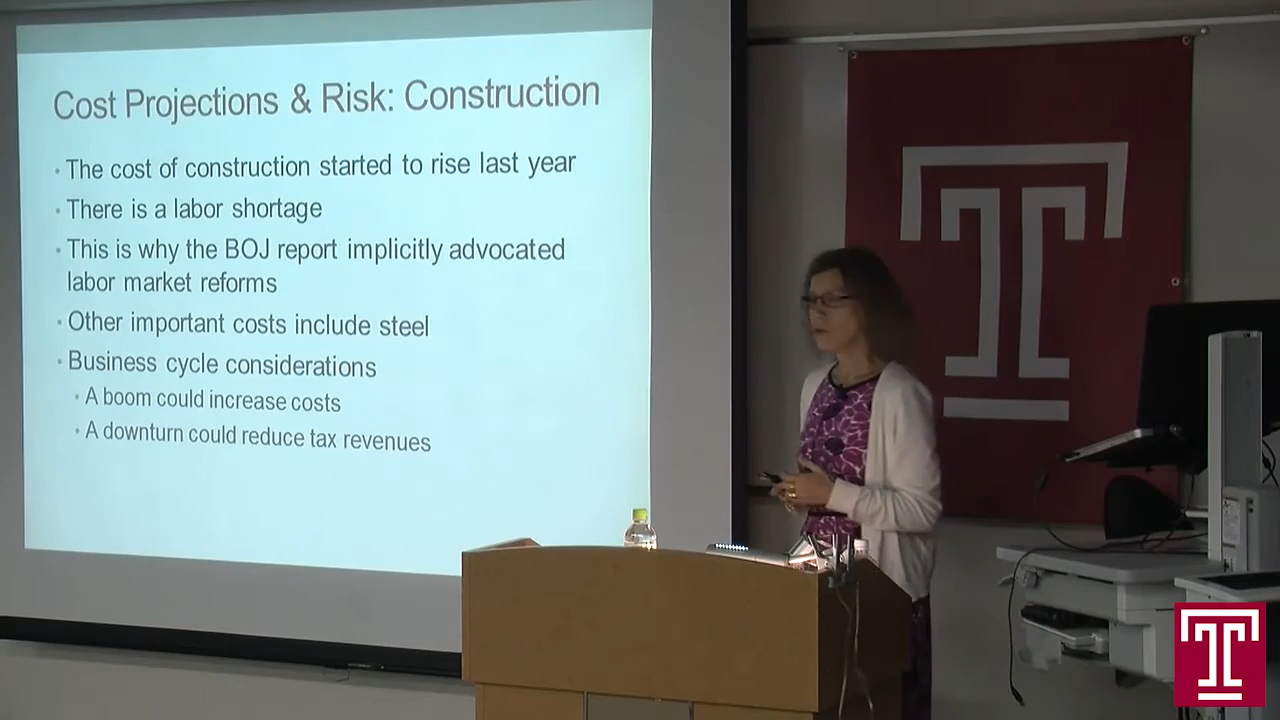 Cost Projections & Risk: Construction
• The cost of construction started to rise last year
• There is a labor shortage
• This is why the BOJ report implicitly advocated
labor market reforms
• Other important costs include steel
• Business cycle considerations
• A boom could increase costs
• A downturn could reduce tax revenues
T
T